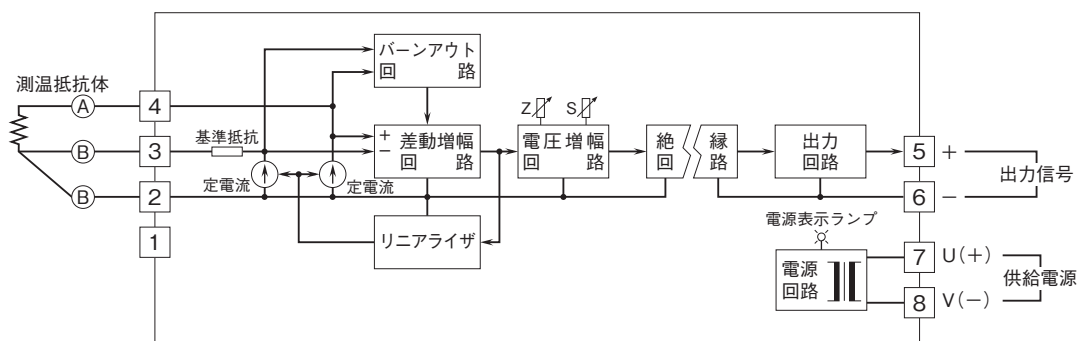 バーンアウト
回 路
測温抵抗体
A
4
Z
S
基準抵抗
+
差動増幅
回 路
−
電圧増幅
回 路
絶 縁
回 路
出力
回路
5
+
B
3
出力信号
定電流
定電流
B
2
6
−
1
リニアライザ
電源表示ランプ
電源
回路
7
U(+)
供給電源
8
V(−)